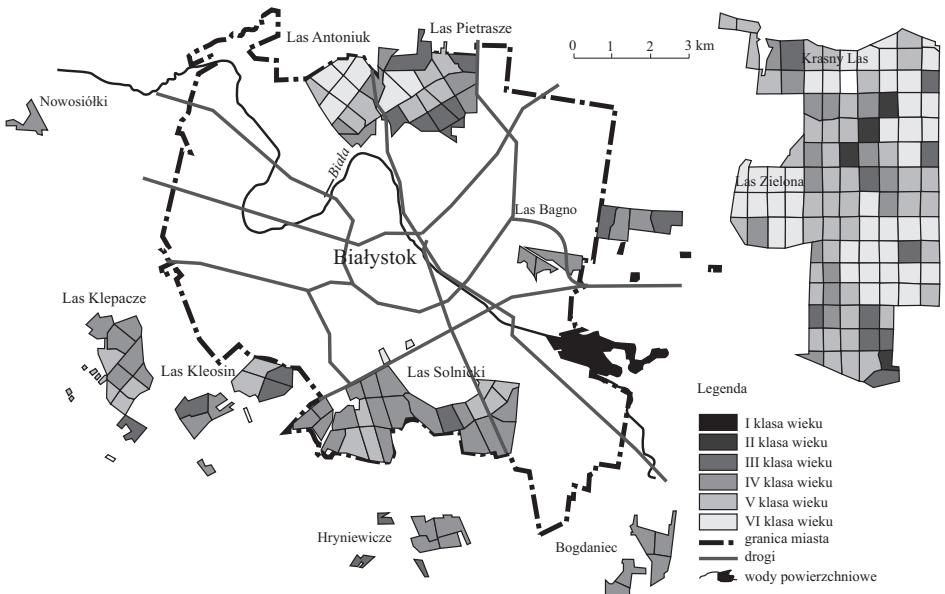 Las Antoniuk
Las Pietrasze
0 1 2 3 km
Krasny Las
Nowosiółki
Biała
Las Zielona
Las Bagno
Białystok
Las Klepacze
Las Kleosin
Las Solnicki
Hryniewicze
Bogdaniec
Legenda
I klasa wieku
II klasa wieku
III klasa wieku
IV klasa wieku
V klasa wieku
VI klasa wieku
granica miasta
drogi
wody powierzchniowe